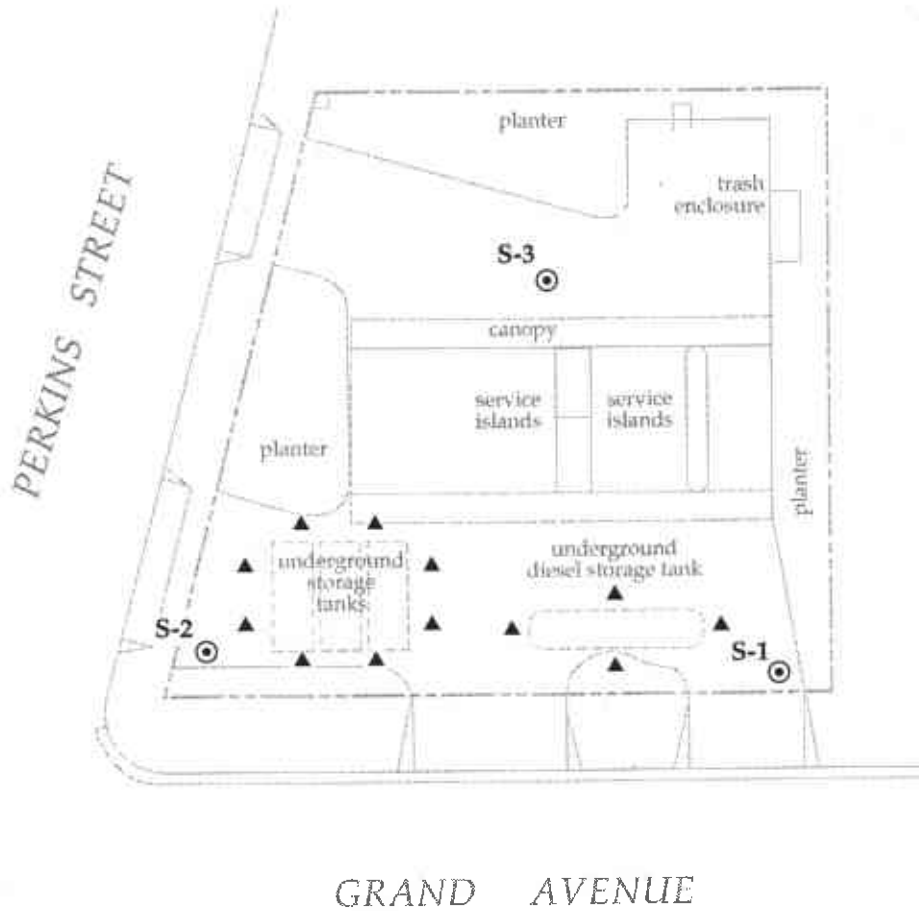 planter
trash
enclosure
S-3
PERKINS STREET
canopy
service
islands
service
islands
planter
planter
underground
storage
tanks
underground
diesel storage tank
S-2
S-1
GRAND AVENUE